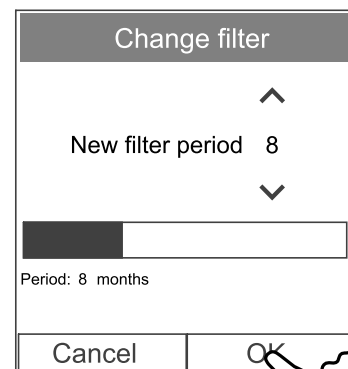 Change filter
New filter period 8
Period: 8 months
Cancel OK